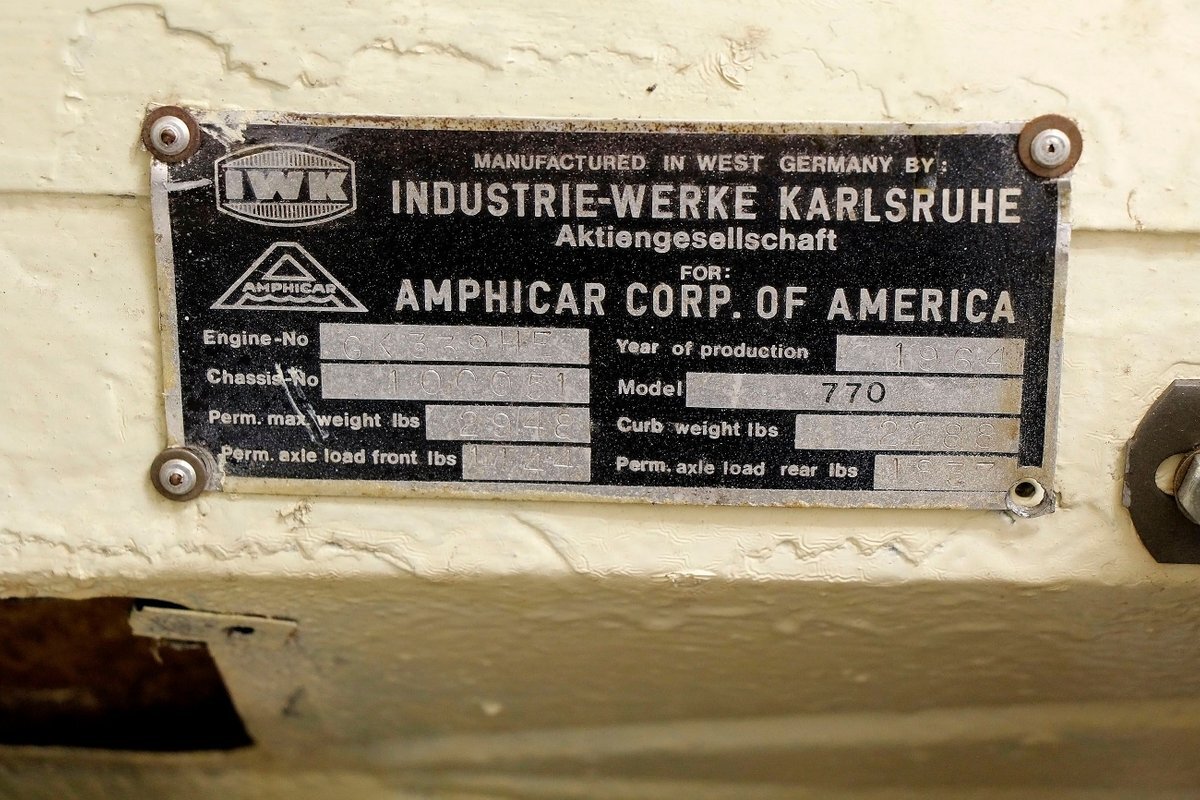 IWK
MANUFACTURED IN WEST GERMANY BY:
INDUSTRIE-WERKE KARLSRUHE
Aktiengesellschaft
AMPHICAR
FOR:
AMPHICAR CORP. OF AMERICA
Engine-No
Year of production 1964
Chassis-No
Model 770
Perm. max weight lbs 2948
Curb weight lbs 2288
Perm. axle load front lbs
Perm. axle load rear lbs